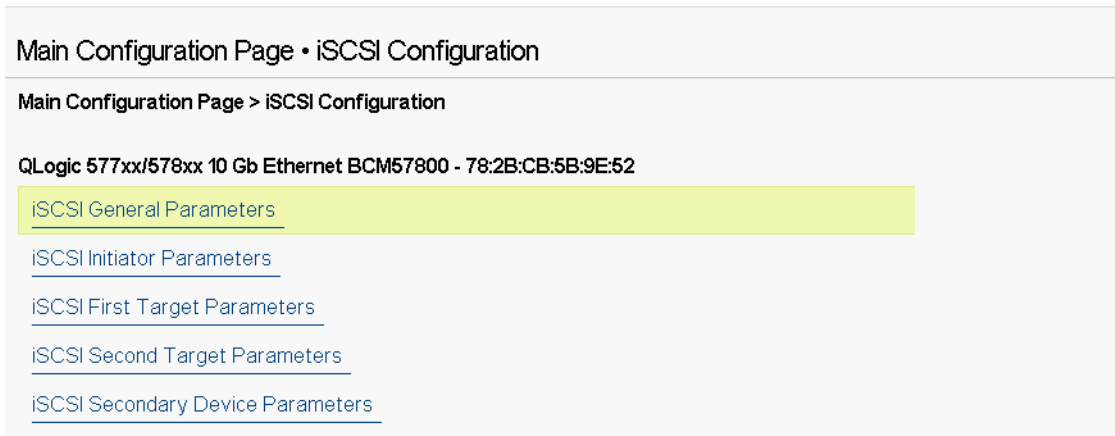 Main Configuration Page • iSCSI Configuration
Main Configuration Page > iSCSI Configuration
QLogic 577xx/578xx 10 Gb Ethernet BCM57800 - 78:2B:CB:5B:9E:52
iSCSI General Parameters
iSCSI Initiator Parameters
iSCSI First Target Parameters
iSCSI Second Target Parameters
iSCSI Secondary Device Parameters